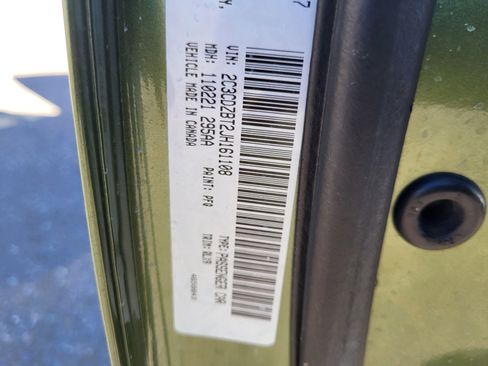 VIN: 2C3CDZBT2JH161108
TYPE: PASSENGER CAR
MDH: 110221 295AA
PAINT: PFQ
TRIM: RLX9
VEHICLE MADE IN CANADA